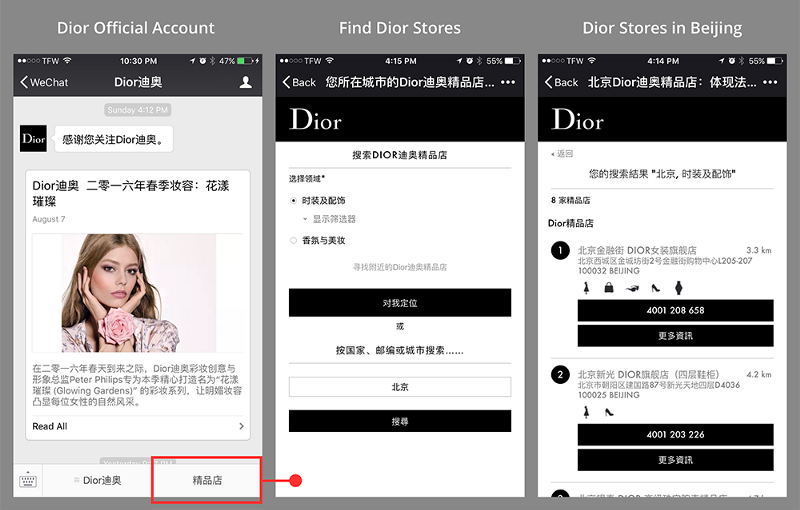 Dior Official Account
●●○○○ TFW 10:30 PM 47%
WeChat Dior迪奥
Sunday 4:12 PM
Dior
感谢您关注Dior迪奥。
Dior迪奥 二零一六年春季妆容：花漾
璀璨
August 7
在二零一六年春天到来之际，Dior迪奥彩妆创意与
形象总监Peter Philips专为本季精心打造名为“花漾
璀璨 (Glowing Gardens)” 的彩妆系列，让明媚妆容
凸显每位女性的自然风采。
Read All
Dior迪奥
精品店
Find Dior Stores
●●○○○ TFW 4:15 PM 55%
Back 您所在城市的Dior迪奥精品店...
Dior
搜索DIOR迪奥精品店
选择领域*
时装及配饰
显示筛选器
香氛与美妆
寻找附近的Dior迪奥精品店
对我定位
或
按国家、邮编或城市搜索......
北京
搜尋
Dior Stores in Beijing
●●○○○ TFW 4:14 PM 55%
Back 北京Dior迪奥精品店：体现法...
Dior
返回
您的搜索結果 "北京, 时装及配饰"
8 家精品店
Dior精品店
1 北京金融街 DIOR女装旗舰店 3.3 km
北京西城区金城坊街2号金融街购物中心L205-207
100032 BEIJING
4001 208 658
更多資訊
2 北京新光 DIOR旗舰店（四层鞋柜） 4.2 km
北京市朝阳区建国路87号新光天地四层D4036
100025 BEIJING
4001 203 226
更多資訊